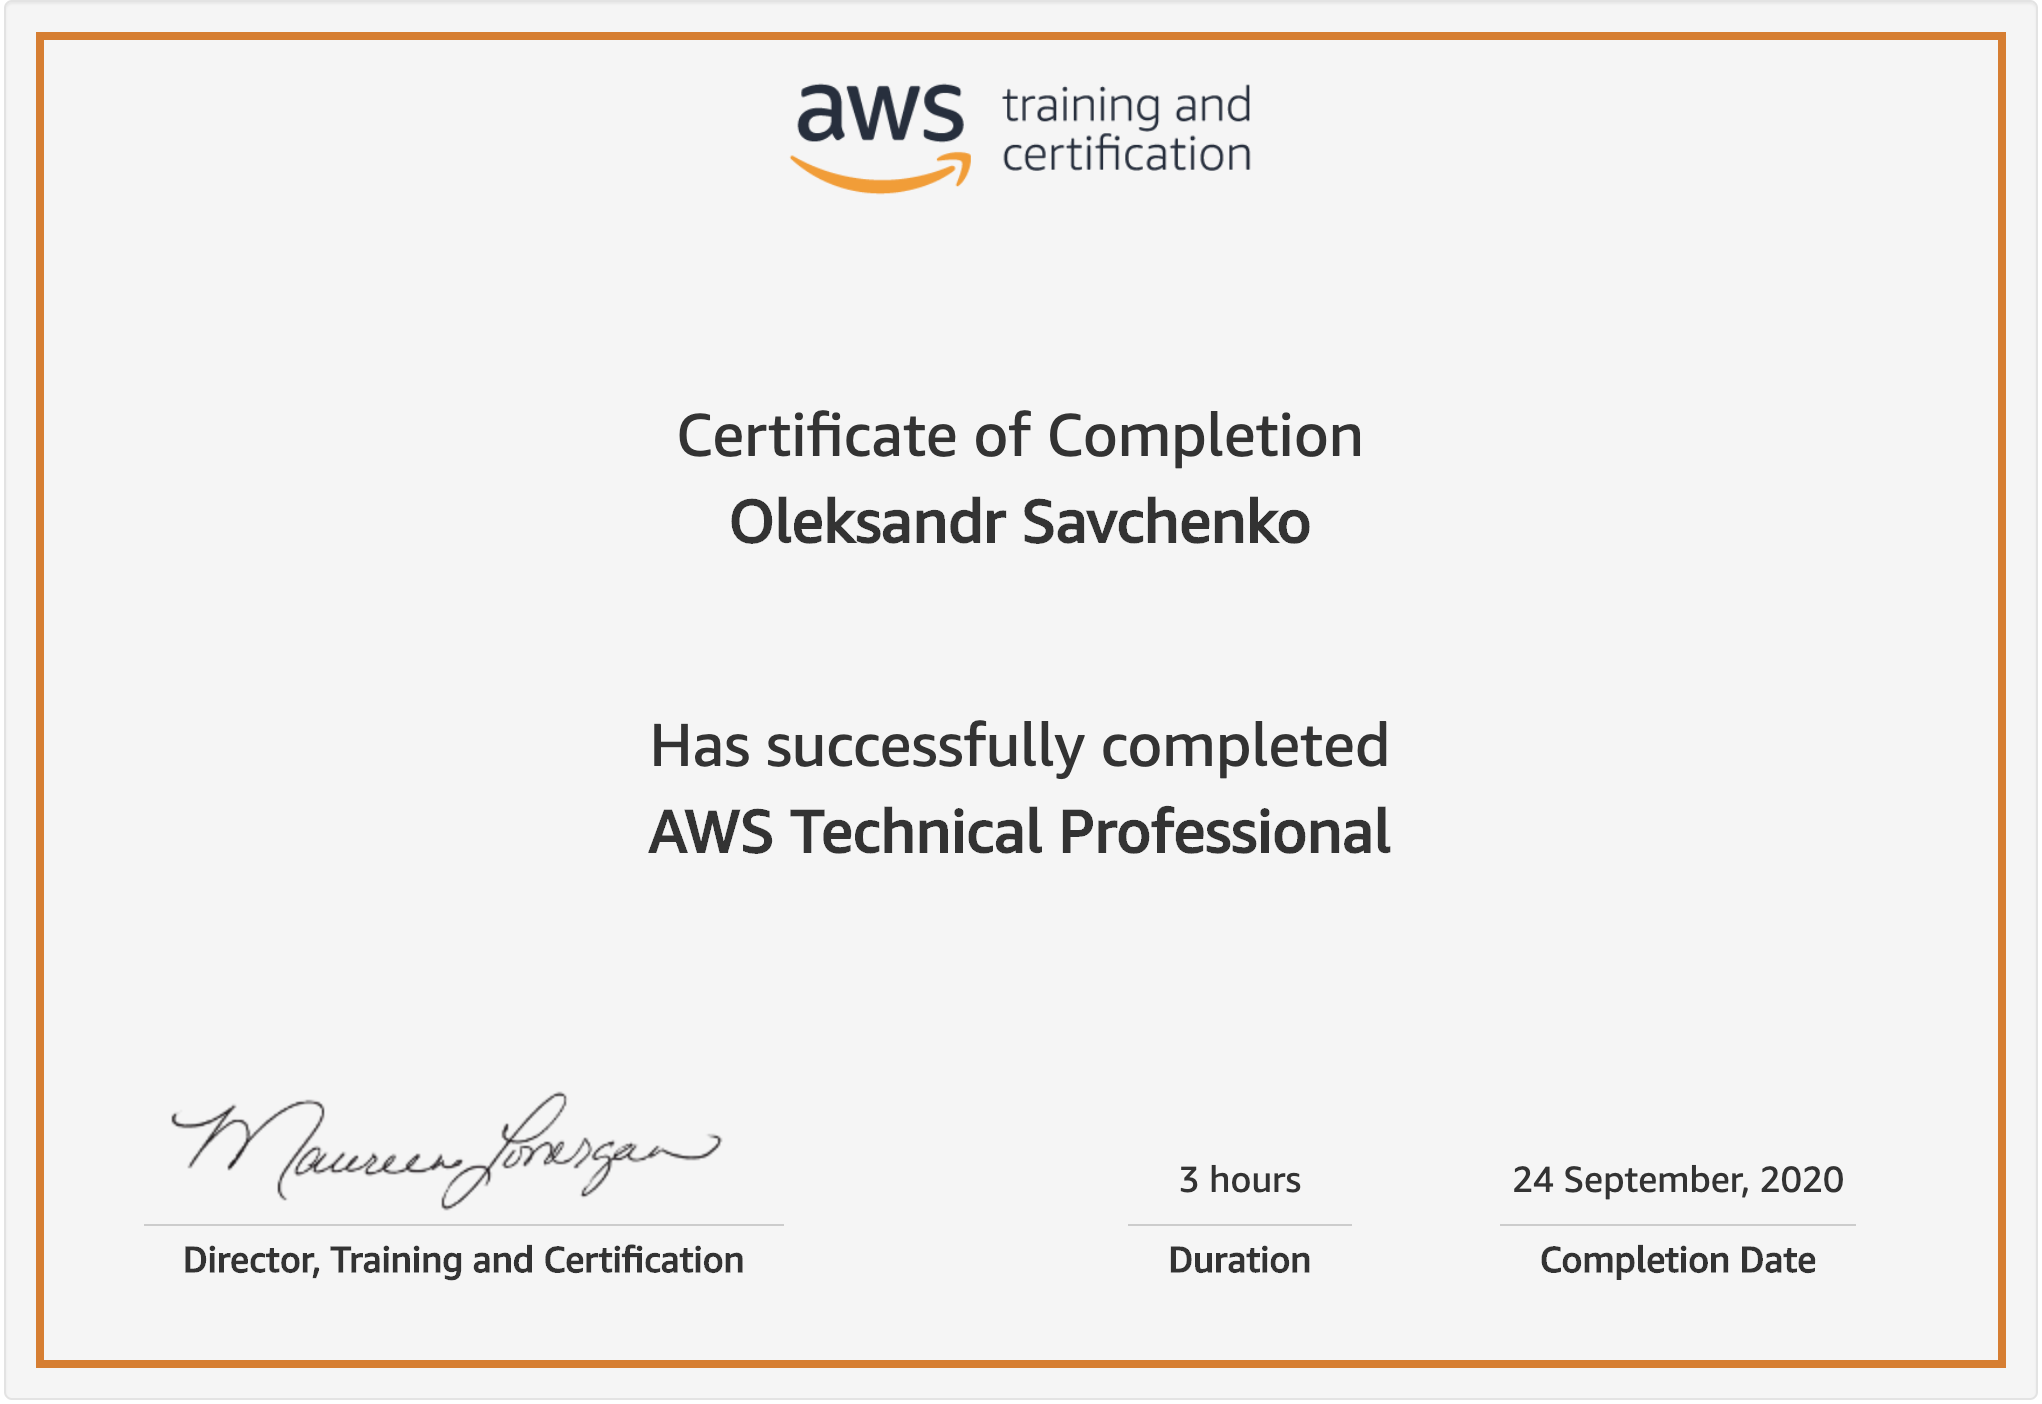 aws training and
certification
Certificate of Completion
Oleksandr Savchenko
Has successfully completed
AWS Technical Professional
Maureen Lonergan
3 hours
24 September, 2020
Director, Training and Certification
Duration
Completion Date